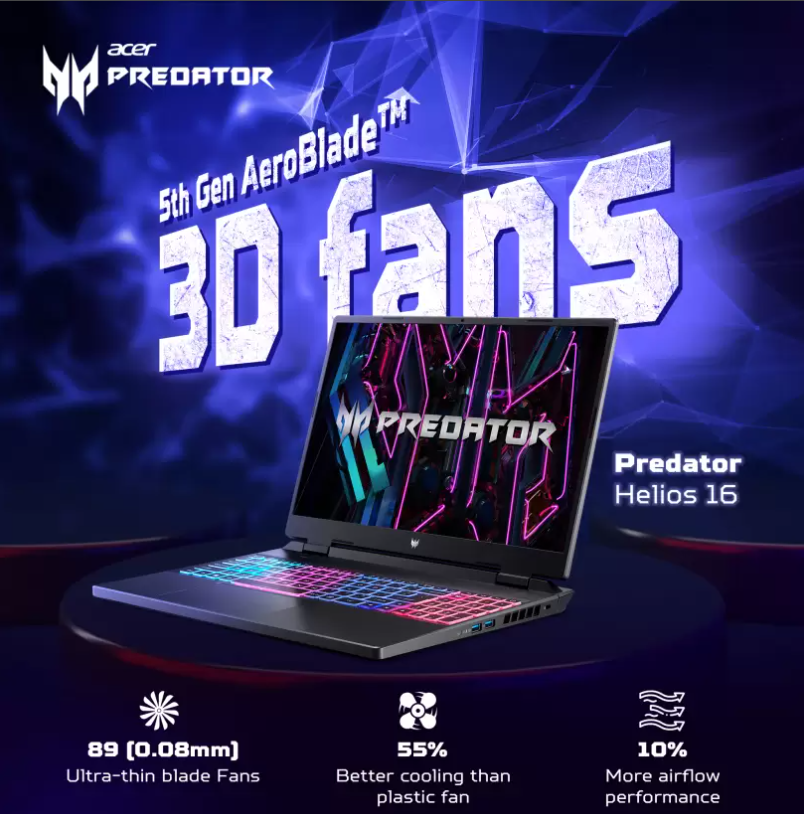 acer
PREDATOR
5th Gen AeroBlade™
3D fans
PREDATOR
Predator
Helios 16
89 (0.08mm)
Ultra-thin blade Fans
55%
Better cooling than
plastic fan
10%
More airflow
performance